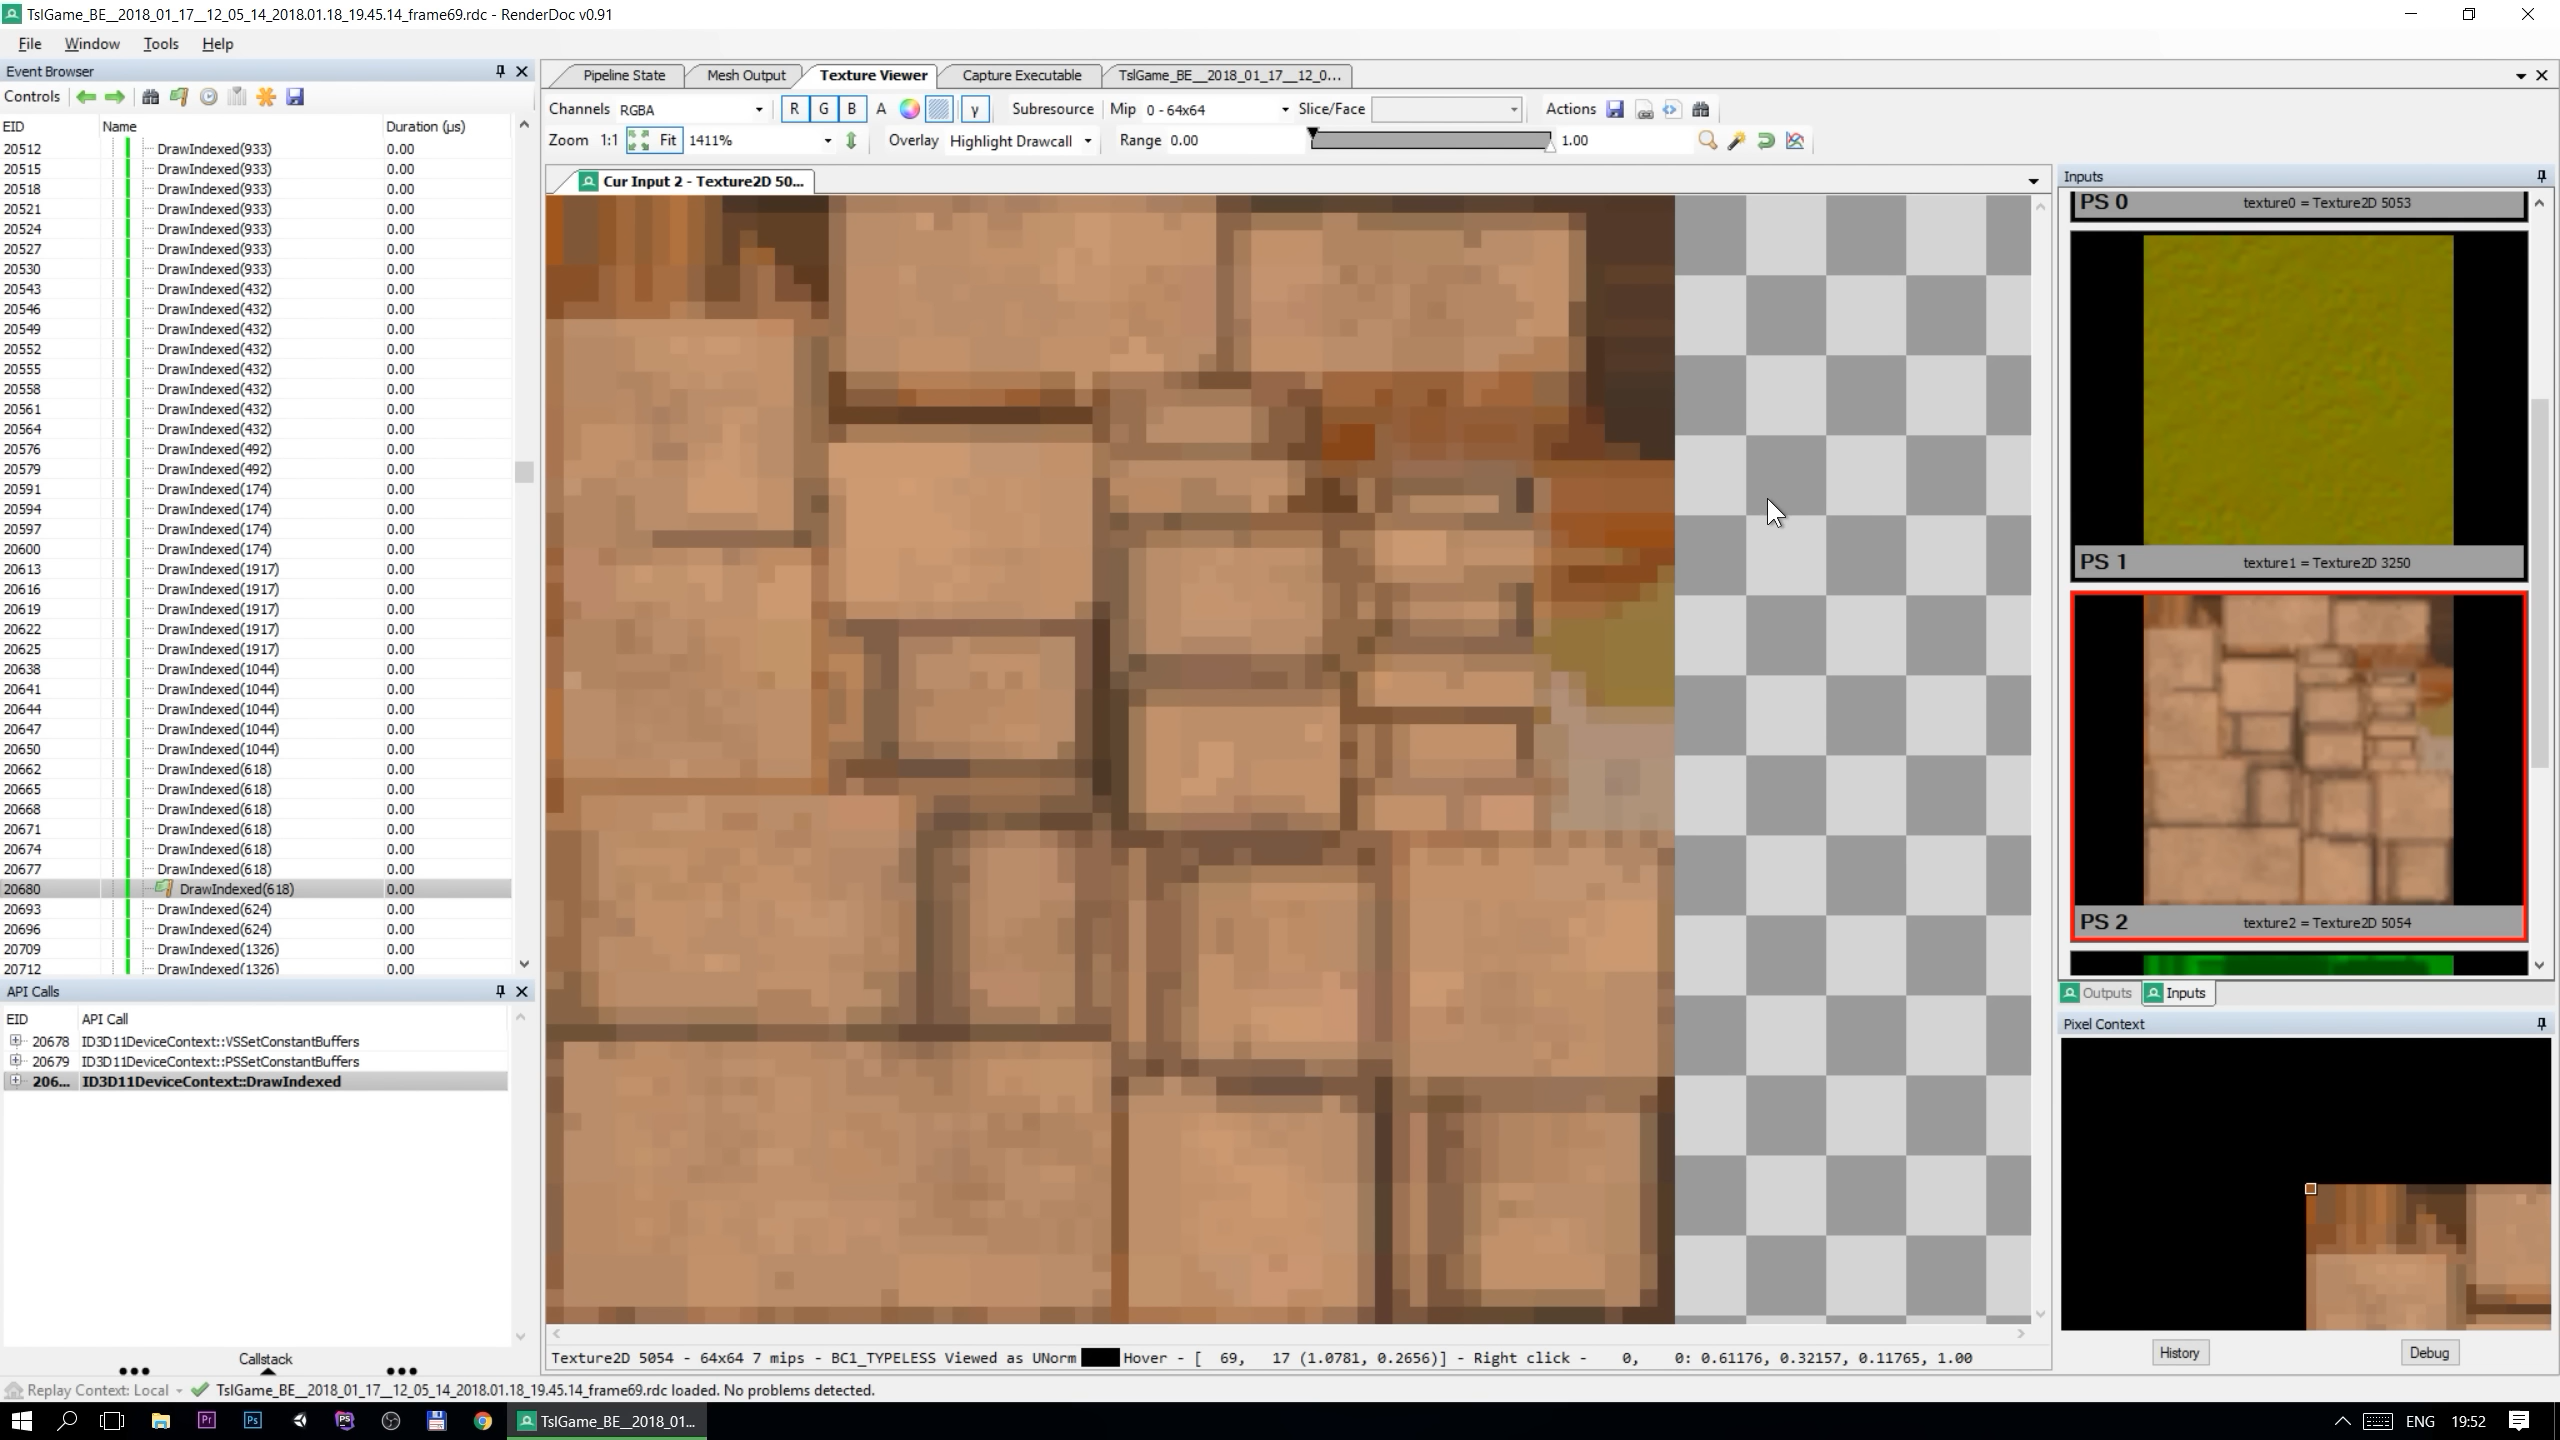 TslGame_BE__2018_01_17__12_05_14_2018.01.18_19.45.14_frame69.rdc - RenderDoc v0.91
File Window Tools Help
Event Browser
Controls
EID Name Duration (µs)
20512 DrawIndexed(933) 0.00
20515 DrawIndexed(933) 0.00
20518 DrawIndexed(933) 0.00
20521 DrawIndexed(933) 0.00
20524 DrawIndexed(933) 0.00
20527 DrawIndexed(933) 0.00
20530 DrawIndexed(933) 0.00
20543 DrawIndexed(432) 0.00
20546 DrawIndexed(432) 0.00
20549 DrawIndexed(432) 0.00
20552 DrawIndexed(432) 0.00
20555 DrawIndexed(432) 0.00
20558 DrawIndexed(432) 0.00
20561 DrawIndexed(432) 0.00
20564 DrawIndexed(432) 0.00
20576 DrawIndexed(492) 0.00
20579 DrawIndexed(492) 0.00
20591 DrawIndexed(174) 0.00
20594 DrawIndexed(174) 0.00
20597 DrawIndexed(174) 0.00
20600 DrawIndexed(174) 0.00
20613 DrawIndexed(1917) 0.00
20616 DrawIndexed(1917) 0.00
20619 DrawIndexed(1917) 0.00
20622 DrawIndexed(1917) 0.00
20625 DrawIndexed(1917) 0.00
20638 DrawIndexed(1044) 0.00
20641 DrawIndexed(1044) 0.00
20644 DrawIndexed(1044) 0.00
20647 DrawIndexed(1044) 0.00
20650 DrawIndexed(1044) 0.00
20662 DrawIndexed(618) 0.00
20665 DrawIndexed(618) 0.00
20668 DrawIndexed(618) 0.00
20671 DrawIndexed(618) 0.00
20674 DrawIndexed(618) 0.00
20677 DrawIndexed(618) 0.00
20680 DrawIndexed(618) 0.00
20693 DrawIndexed(624) 0.00
20696 DrawIndexed(624) 0.00
20709 DrawIndexed(1326) 0.00
20712 DrawIndexed(1326) 0.00
API Calls
EID API Call
20678 ID3D11DeviceContext::VSSetConstantBuffers
20679 ID3D11DeviceContext::PSSetConstantBuffers
206... ID3D11DeviceContext::DrawIndexed
Callstack
Pipeline State Mesh Output Texture Viewer Capture Executable TslGame_BE__2018_01_17__12_0...
Channels RGBA R G B A γ Subresource Mip 0 - 64x64 Slice/Face Actions
Zoom 1:1 Fit 1411% Overlay Highlight Drawcall Range 0.00 1.00
Cur Input 2 - Texture2D 50...
Texture2D 5054 - 64x64 7 mips - BC1_TYPELESS Viewed as UNorm Hover - [ 69, 17 (1.0781, 0.2656)] - Right click - 0, 0: 0.61176, 0.32157, 0.11765, 1.00
Inputs
PS 0 texture0 = Texture2D 5053
PS 1 texture1 = Texture2D 3250
PS 2 texture2 = Texture2D 5054
Outputs Inputs
Pixel Context
History Debug
Replay Context: Local TslGame_BE__2018_01_17__12_05_14_2018.01.18_19.45.14_frame69.rdc loaded. No problems detected.
Pr Ps PS TslGame_BE__2018_01... ENG 19:52